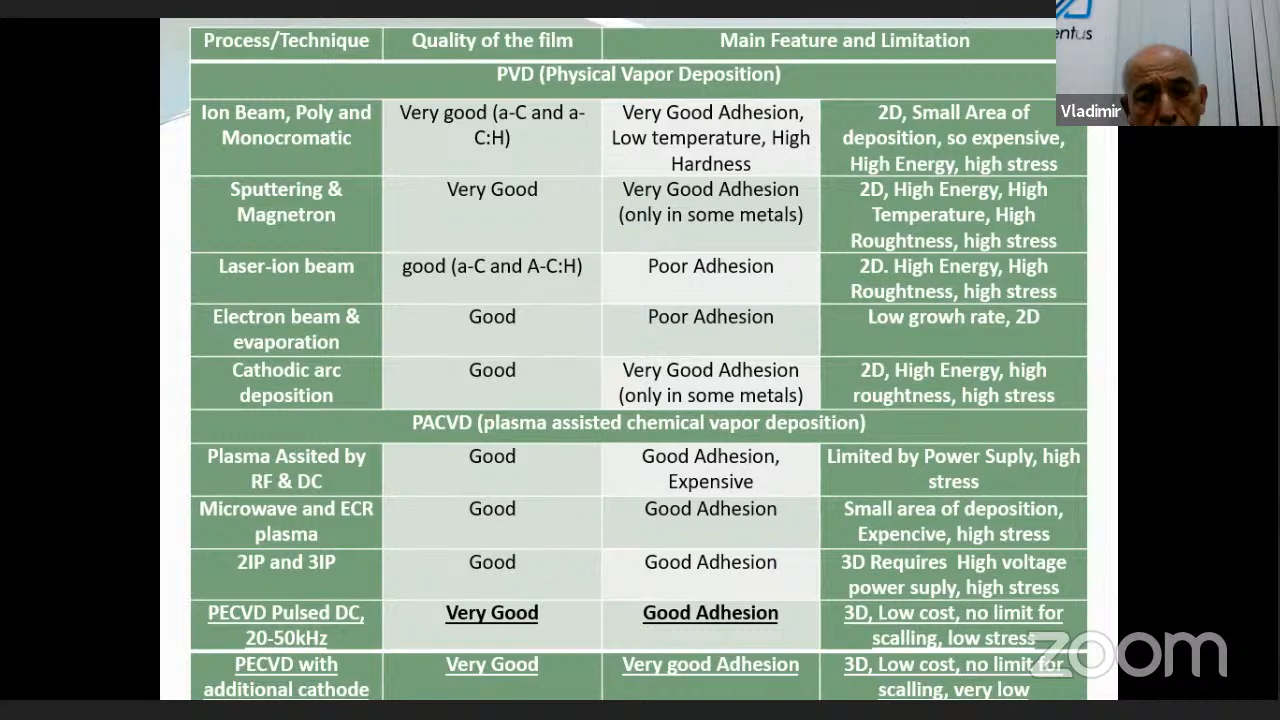 Process/Technique Quality of the film Main Feature and Limitation
PVD (Physical Vapor Deposition)
Ion Beam, Poly and Monocromatic
Very good (a-C and a-C:H)
Very Good Adhesion, Low temperature, High Hardness
2D, Small Area of deposition, so expensive, High Energy, high stress
Sputtering & Magnetron
Very Good
Very Good Adhesion (only in some metals)
2D, High Energy, High Temperature, High Roughtness, high stress
Laser-ion beam
good (a-C and A-C:H)
Poor Adhesion
2D. High Energy, High Roughtness, high stress
Electron beam & evaporation
Good
Poor Adhesion
Low growh rate, 2D
Cathodic arc deposition
Good
Very Good Adhesion (only in some metals)
2D, High Energy, high roughtness, high stress
PACVD (plasma assisted chemical vapor deposition)
Plasma Assited by RF & DC
Good
Good Adhesion, Expensive
Limited by Power Suply, high stress
Microwave and ECR plasma
Good
Good Adhesion
Small area of deposition, Expencive, high stress
2IP and 3IP
Good
Good Adhesion
3D Requires High voltage power suply, high stress
PECVD Pulsed DC, 20-50kHz
Very Good
Good Adhesion
3D, Low cost, no limit for scalling, low stress
PECVD with additional cathode
Very Good
Very good Adhesion
3D, Low cost, no limit for scalling, very low
entus
Vladimir
zoom